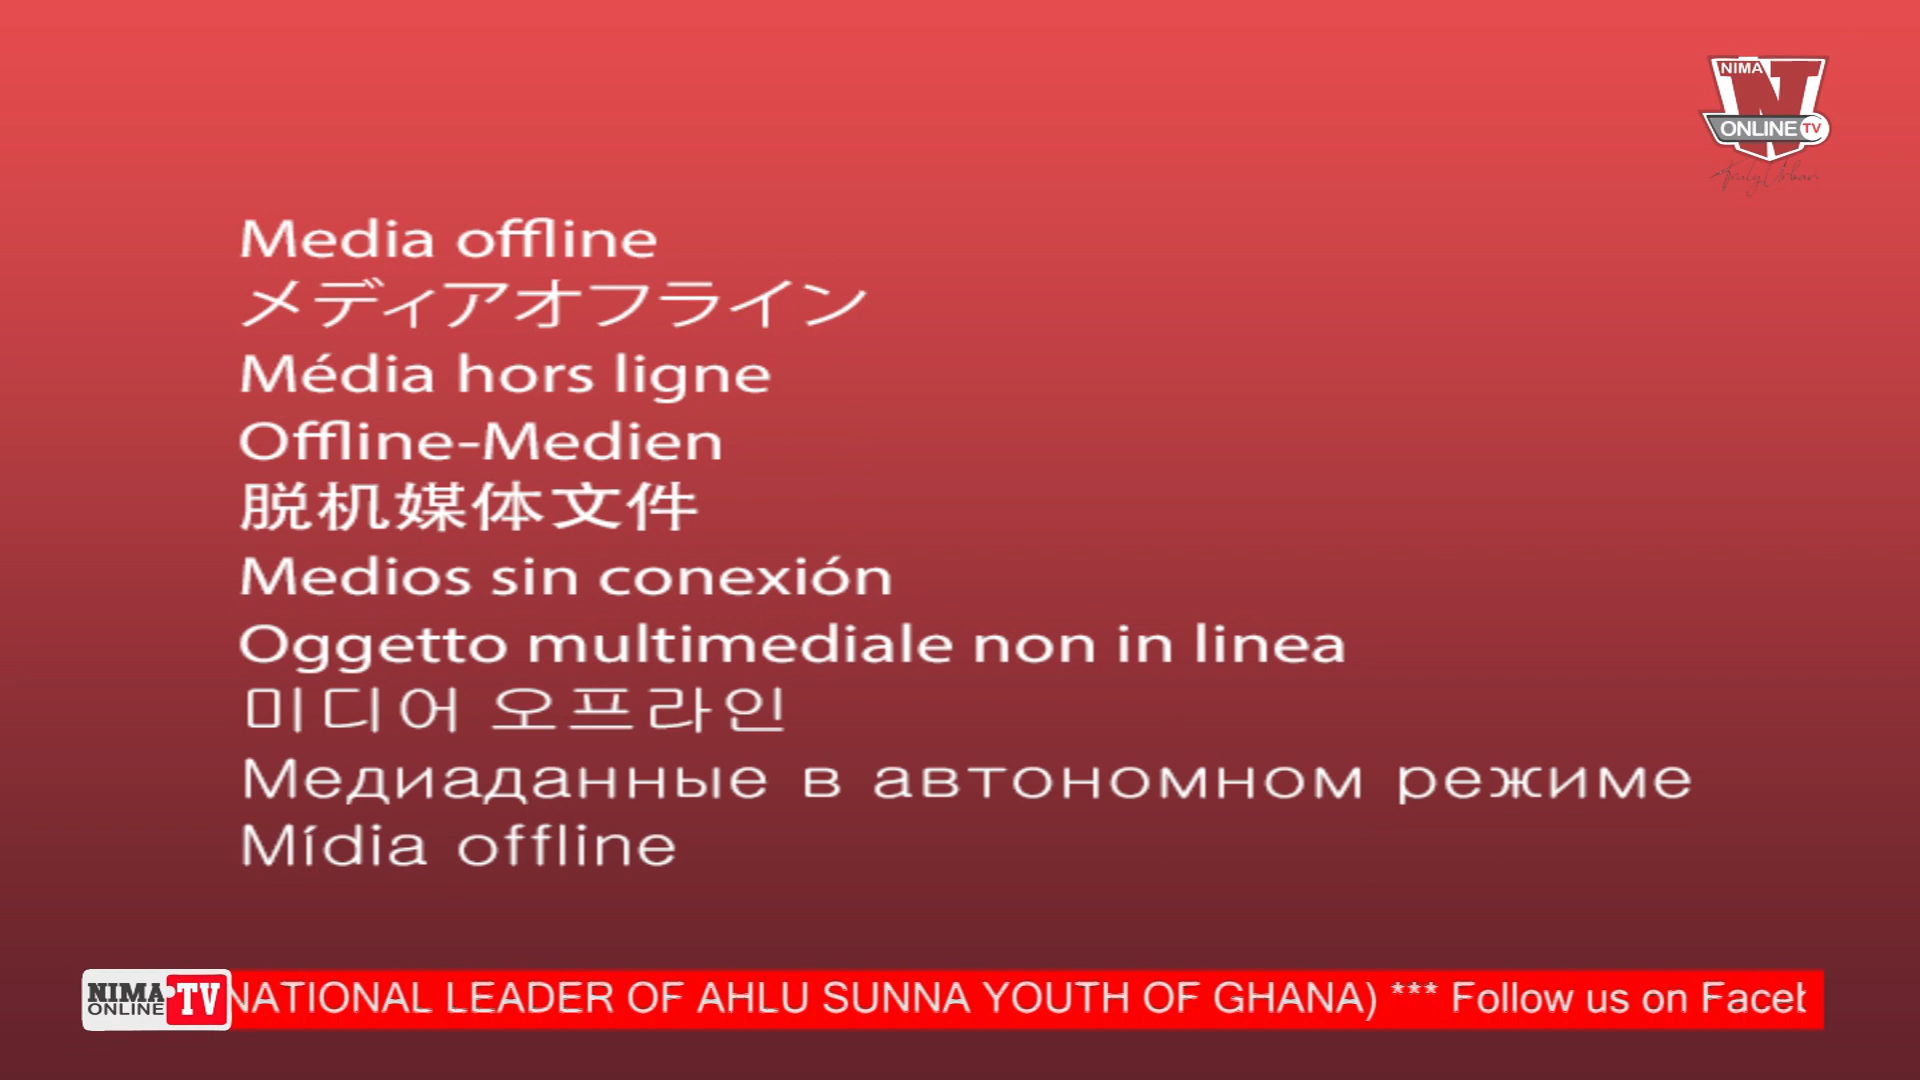 NIMA
ONLINE TV
Truly Urban
Media offline
メディアオフライン
Média hors ligne
Offline-Medien
脱机媒体文件
Medios sin conexión
Oggetto multimediale non in linea
미디어 오프라인
Медиаданные в автономном режиме
Mídia offline
NIMA ONLINE TV
NATIONAL LEADER OF AHLU SUNNA YOUTH OF GHANA) *** Follow us on